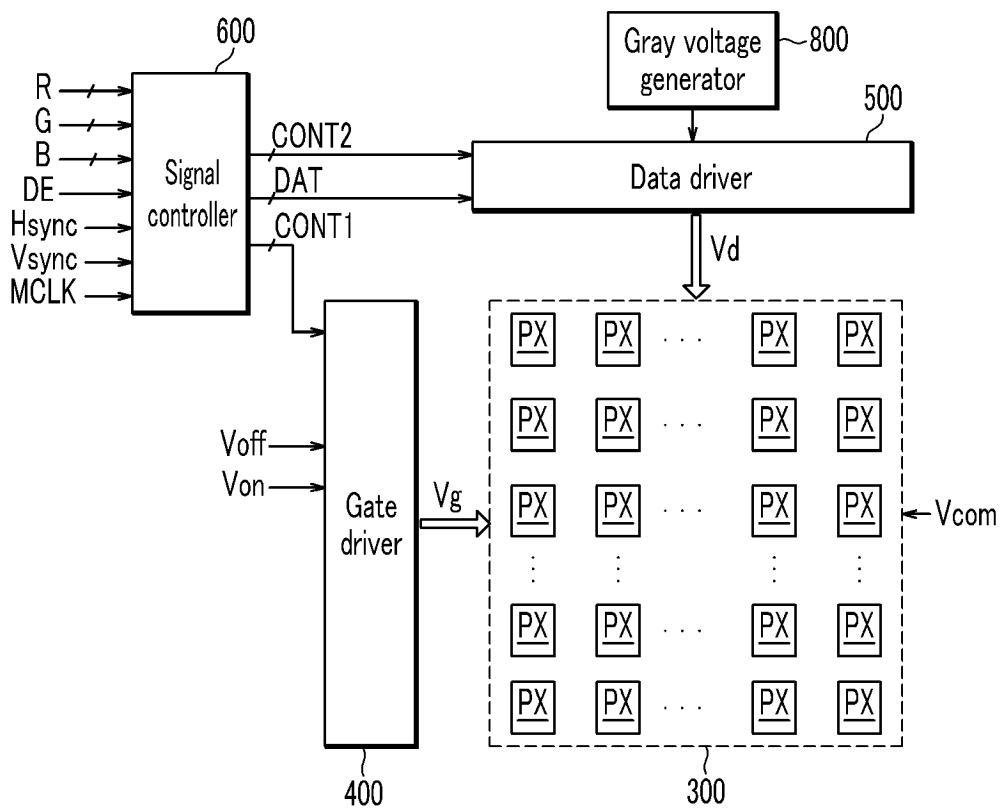 600
Gray voltage
generator
800
R
G
B
DE
Hsync
Vsync
MCLK
Signal
controller
CONT2
DAT
CONT1
500
Data driver
Vd
Voff
Von
Gate
driver
Vg
400
PX PX . . . PX PX
PX PX . . . PX PX
PX PX . . . PX PX
PX PX . . . PX PX
PX PX . . . PX PX
Vcom
300